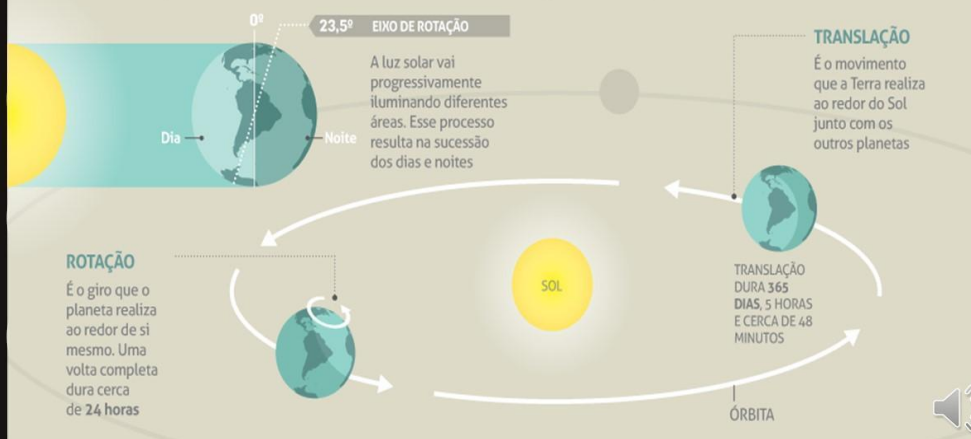 0º
23,5º EIXO DE ROTAÇÃO
A luz solar vai
progressivamente
iluminando diferentes
áreas. Esse processo
resulta na sucessão
dos dias e noites
Dia
Noite
TRANSLAÇÃO
É o movimento
que a Terra realiza
ao redor do Sol
junto com os
outros planetas
ROTAÇÃO
É o giro que o
planeta realiza
ao redor de si
mesmo. Uma
volta completa
dura cerca
de 24 horas
SOL
TRANSLAÇÃO
DURA 365
DIAS, 5 HORAS
E CERCA DE 48
MINUTOS
ÓRBITA